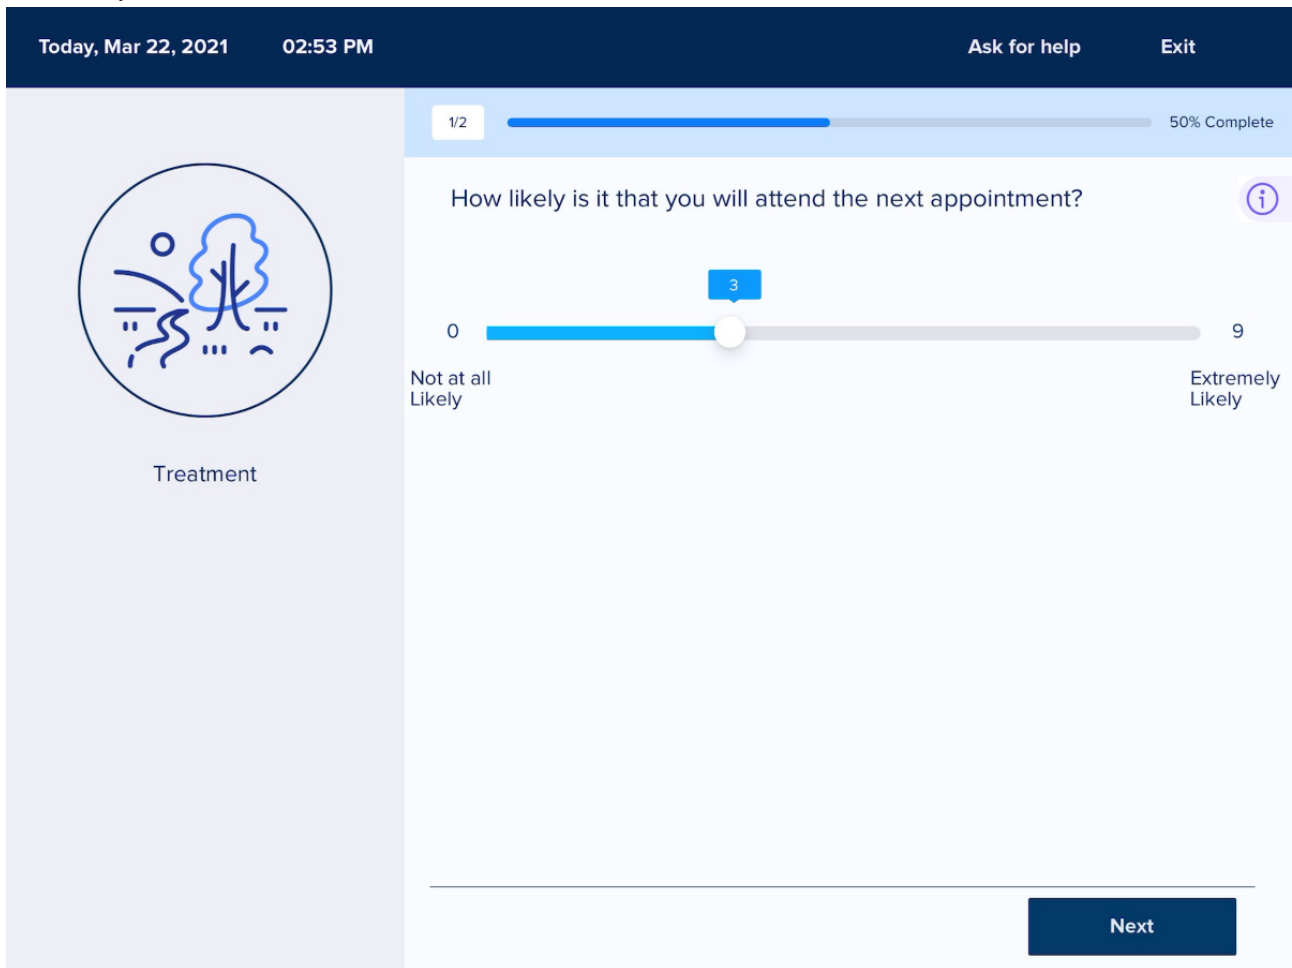 Today, Mar 22, 2021 02:53 PM Ask for help Exit
1/2 50% Complete
How likely is it that you will attend the next appointment?
3
0 9
Not at all
Likely
Extremely
Likely
Treatment
Next